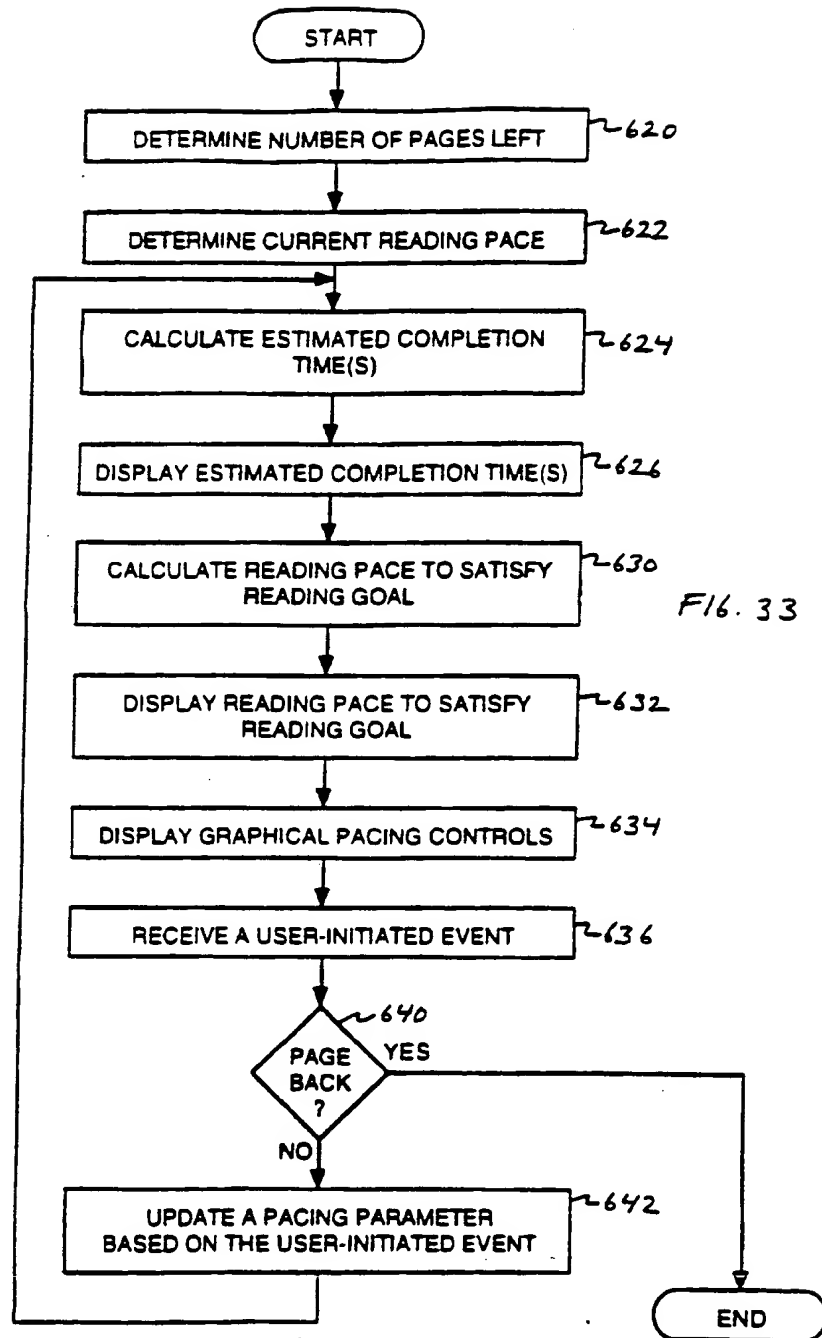 START
DETERMINE NUMBER OF PAGES LEFT
620
DETERMINE CURRENT READING PACE
622
CALCULATE ESTIMATED COMPLETION
TIME(S)
624
DISPLAY ESTIMATED COMPLETION TIME(S)
626
CALCULATE READING PACE TO SATISFY
READING GOAL
630
FIG. 33
DISPLAY READING PACE TO SATISFY
READING GOAL
632
DISPLAY GRAPHICAL PACING CONTROLS
634
RECEIVE A USER-INITIATED EVENT
636
640
PAGE
BACK
?
YES
NO
UPDATE A PACING PARAMETER
BASED ON THE USER-INITIATED EVENT
642
END